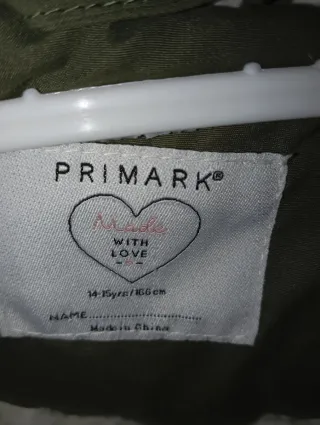 PRIMARK®
Made
WITH
LOVE
14-15yrs/166cm
NAME..............................
Made in China